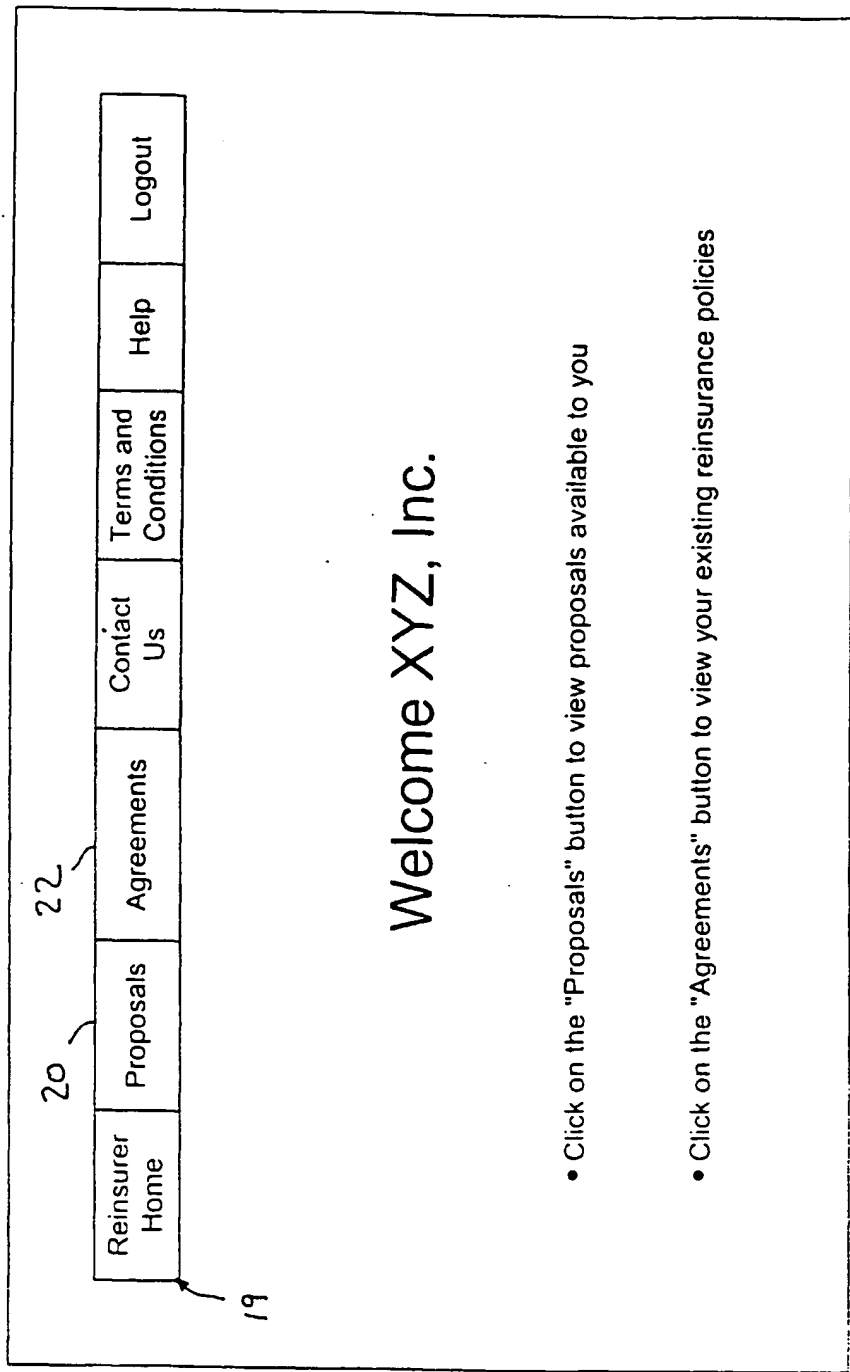 20 22
Reinsurer Home Proposals Agreements Contact Us Terms and Conditions Help Logout
19
Welcome XYZ, Inc.
• Click on the "Proposals" button to view proposals available to you
• Click on the "Agreements" button to view your existing reinsurance policies